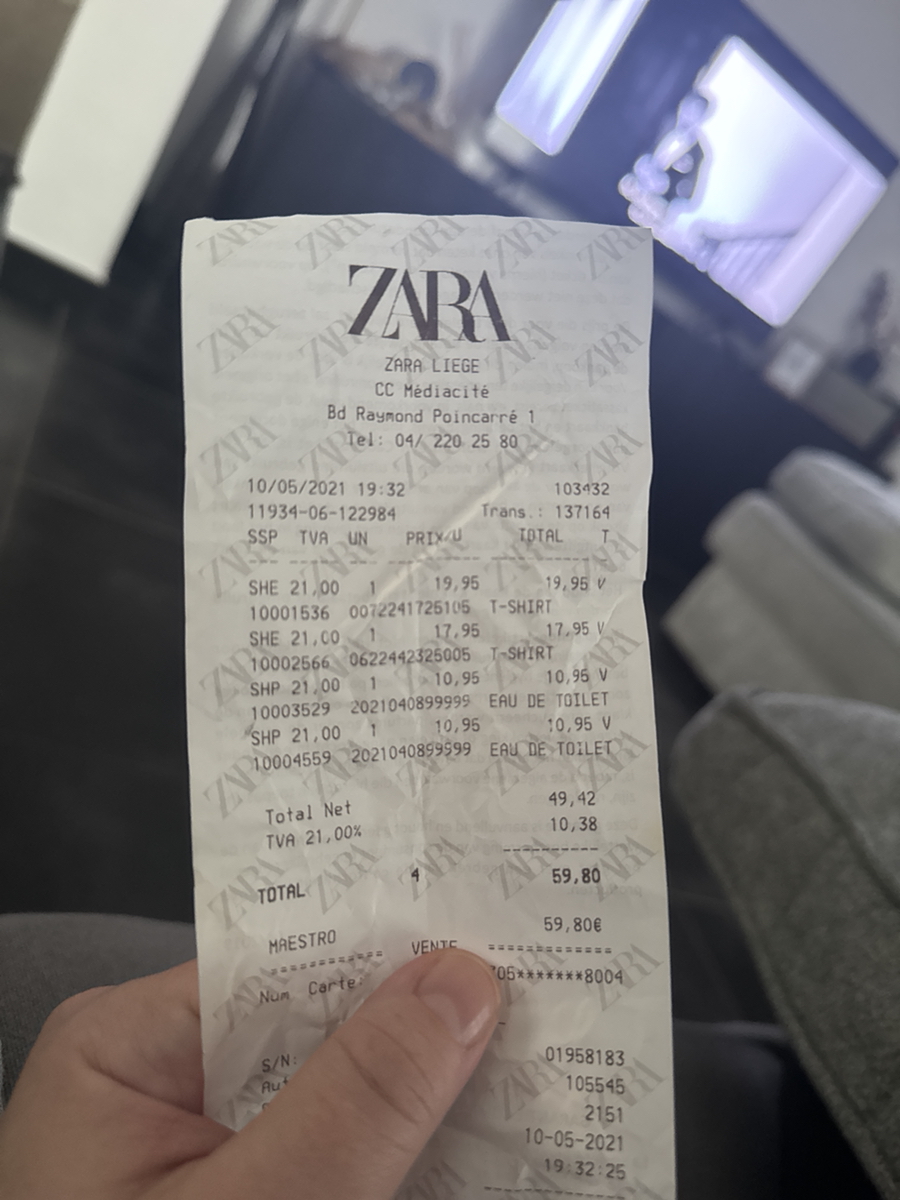 ZARA
ZARA LIEGE
CC Médiacité
Bd Raymond Poincarré 1
Tel: 04/ 220 25 80
10/05/2021 19:32 103432
11934-06-122984 Trans.: 137164
SSP TVA UN PRIX/U TOTAL T
SHE 21,00 1 19,95 19,95 V
10001536 0072241725105 T-SHIRT
SHE 21,00 1 17,95 17,95 V
10002566 0622442325005 T-SHIRT
SHP 21,00 1 10,95 10,95 V
10003529 2021040899999 EAU DE TOILET
SHP 21,00 1 10,95 10,95 V
10004559 2021040899999 EAU DE TOILET
Total Net 49,42
TVA 21,00% 10,38
----------
TOTAL 4 59,80
MAESTRO 59,80€
============ VENTE =============
Num Carte: 05*******8004
S/N: 01958183
Aut 105545
2151
10-05-2021
19:32:25